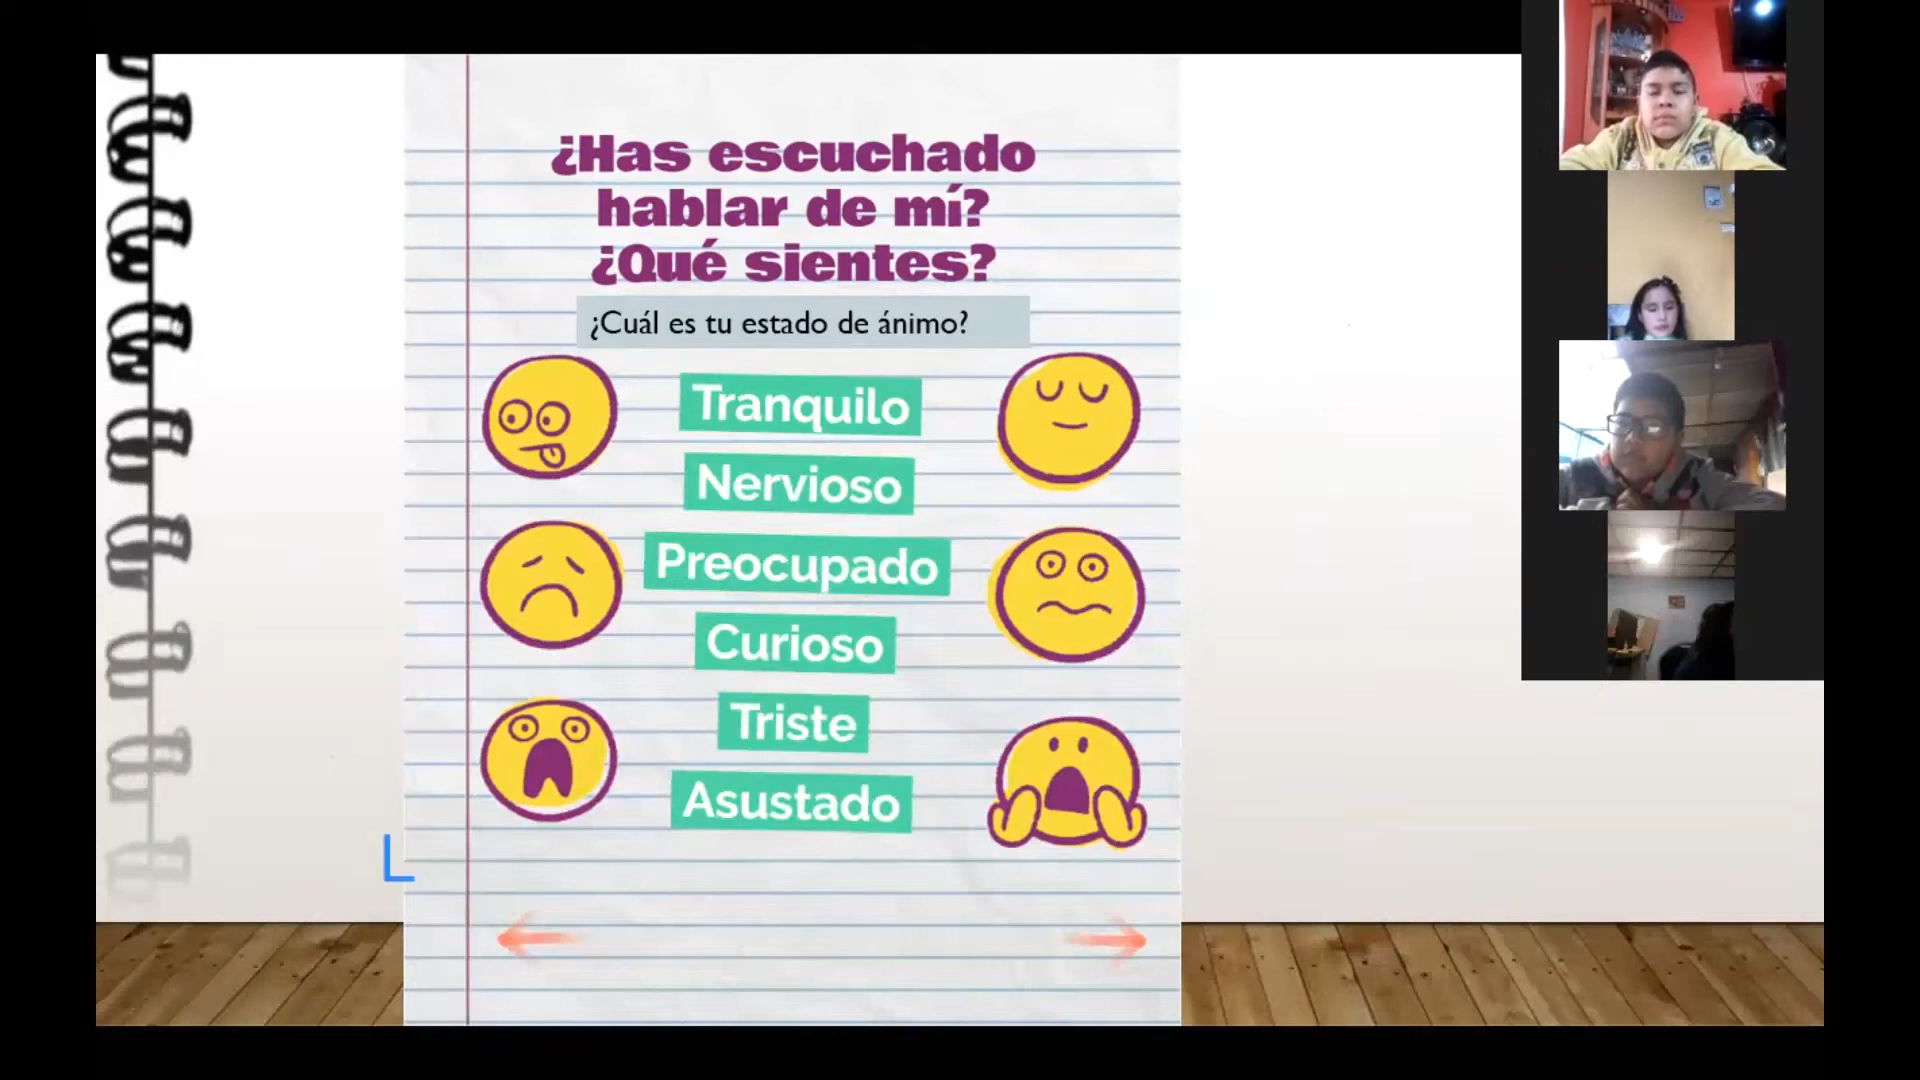 ¿Has escuchado
hablar de mí?
¿Qué sientes?
¿Cuál es tu estado de ánimo?
Tranquilo
Nervioso
Preocupado
Curioso
Triste
Asustado